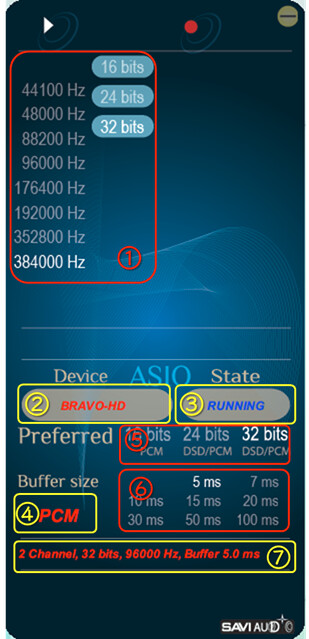 16 bits
44100 Hz
24 bits
48000 Hz
32 bits
88200 Hz
96000 Hz
176400 Hz
192000 Hz
352800 Hz
384000 Hz ①
Device ASIO State
② BRAVO-HD ③ RUNNING
Preferred ⑤ 16 bits 24 bits 32 bits
PCM DSD/PCM DSD/PCM
Buffer size ⑥ 5 ms 7 ms
④ PCM 10 ms 15 ms 20 ms
30 ms 50 ms 100 ms
2 Channel, 32 bits, 96000 Hz, Buffer 5.0 ms ⑦
SAVIAUDIO